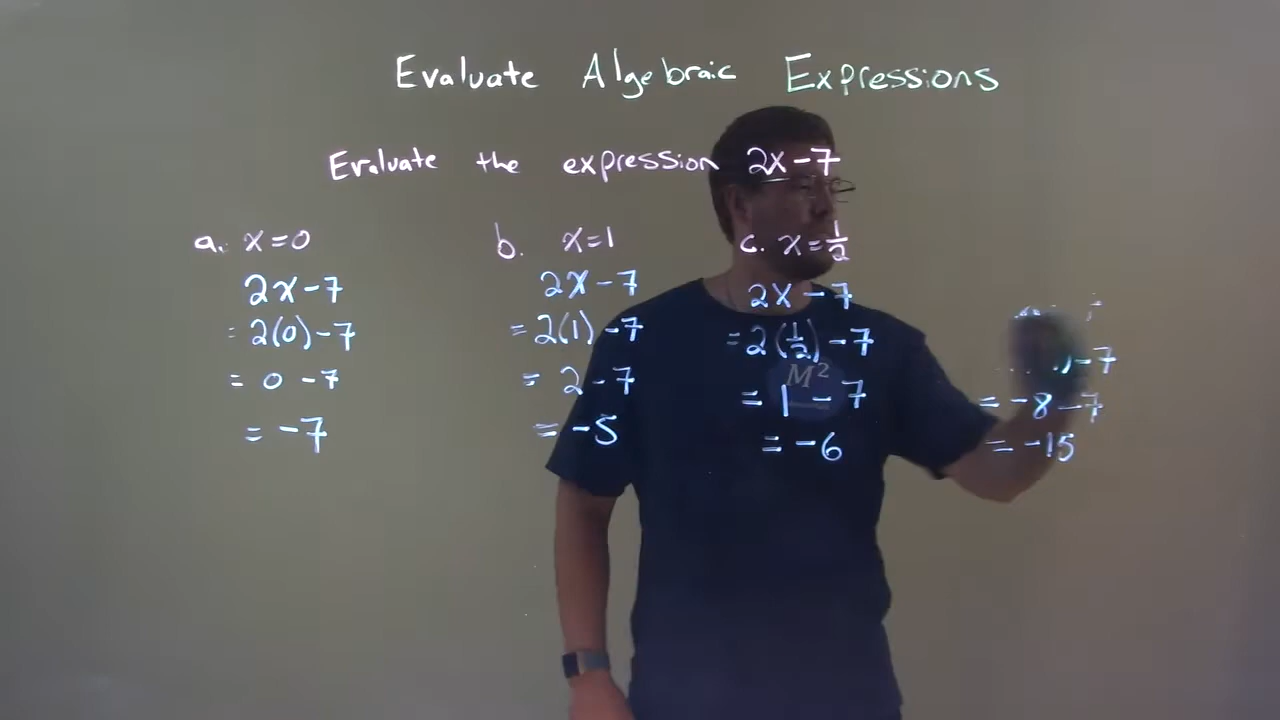 Evaluate Algebraic Expressions
Evaluate the expression 2x-7
a. x=0
2x-7
= 2(0)-7
= 0 -7
= -7
b. x=1
2x-7
= 2(1)-7
= 2-7
= -5
c. x=1/2
2x-7
= 2(1/2)-7
= 1-7
= -6
M²
)-7
= -8-7
= -15